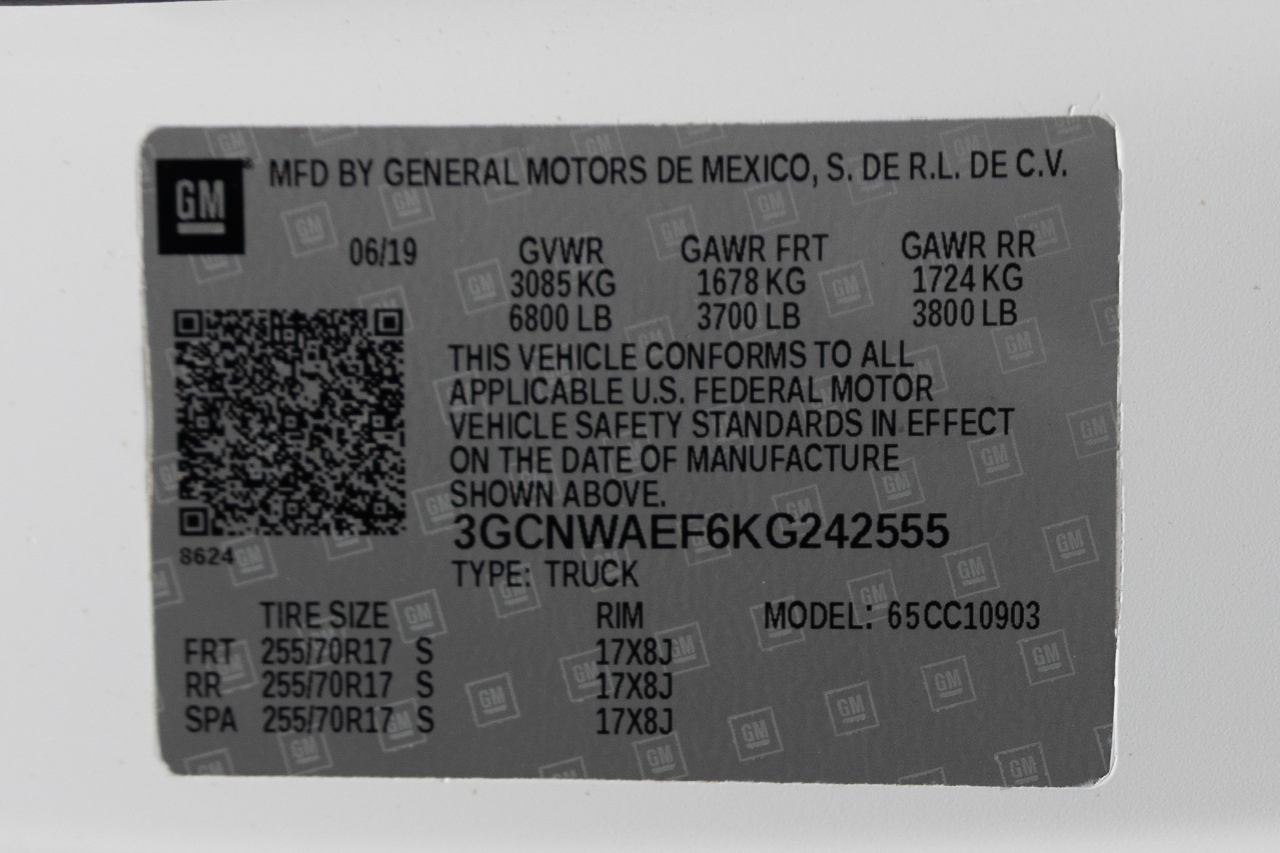 GM® MFD BY GENERAL MOTORS DE MEXICO, S. DE R.L. DE C.V.
06/19 GVWR GAWR FRT GAWR RR
3085 KG 1678 KG 1724 KG
6800 LB 3700 LB 3800 LB
THIS VEHICLE CONFORMS TO ALL
APPLICABLE U.S. FEDERAL MOTOR
VEHICLE SAFETY STANDARDS IN EFFECT
ON THE DATE OF MANUFACTURE
SHOWN ABOVE.
3GCNWAEF6KG242555
8624
TYPE: TRUCK
TIRE SIZE RIM MODEL: 65CC10903
FRT 255/70R17 S 17X8J
RR 255/70R17 S 17X8J
SPA 255/70R17 S 17X8J